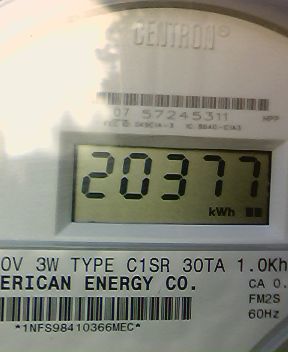 CENTRON®
07 57245311 MPP
20377
kWh
0V 3W TYPE C1SR 30TA 1.0Kh
ERICAN ENERGY CO.
CA 0.
FM2S
60Hz
*1NFS98410366MEC*